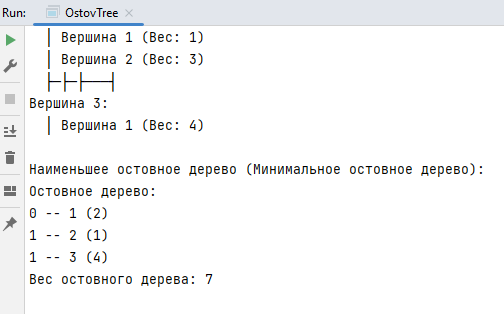 Run: OstovTree ×
│ Вершина 1 (Вес: 1)
│ Вершина 2 (Вес: 3)
├─├─├───┤
Вершина 3:
│ Вершина 1 (Вес: 4)
Наименьшее остовное дерево (Минимальное остовное дерево):
Остовное дерево:
0 -- 1 (2)
1 -- 2 (1)
1 -- 3 (4)
Вес остовного дерева: 7